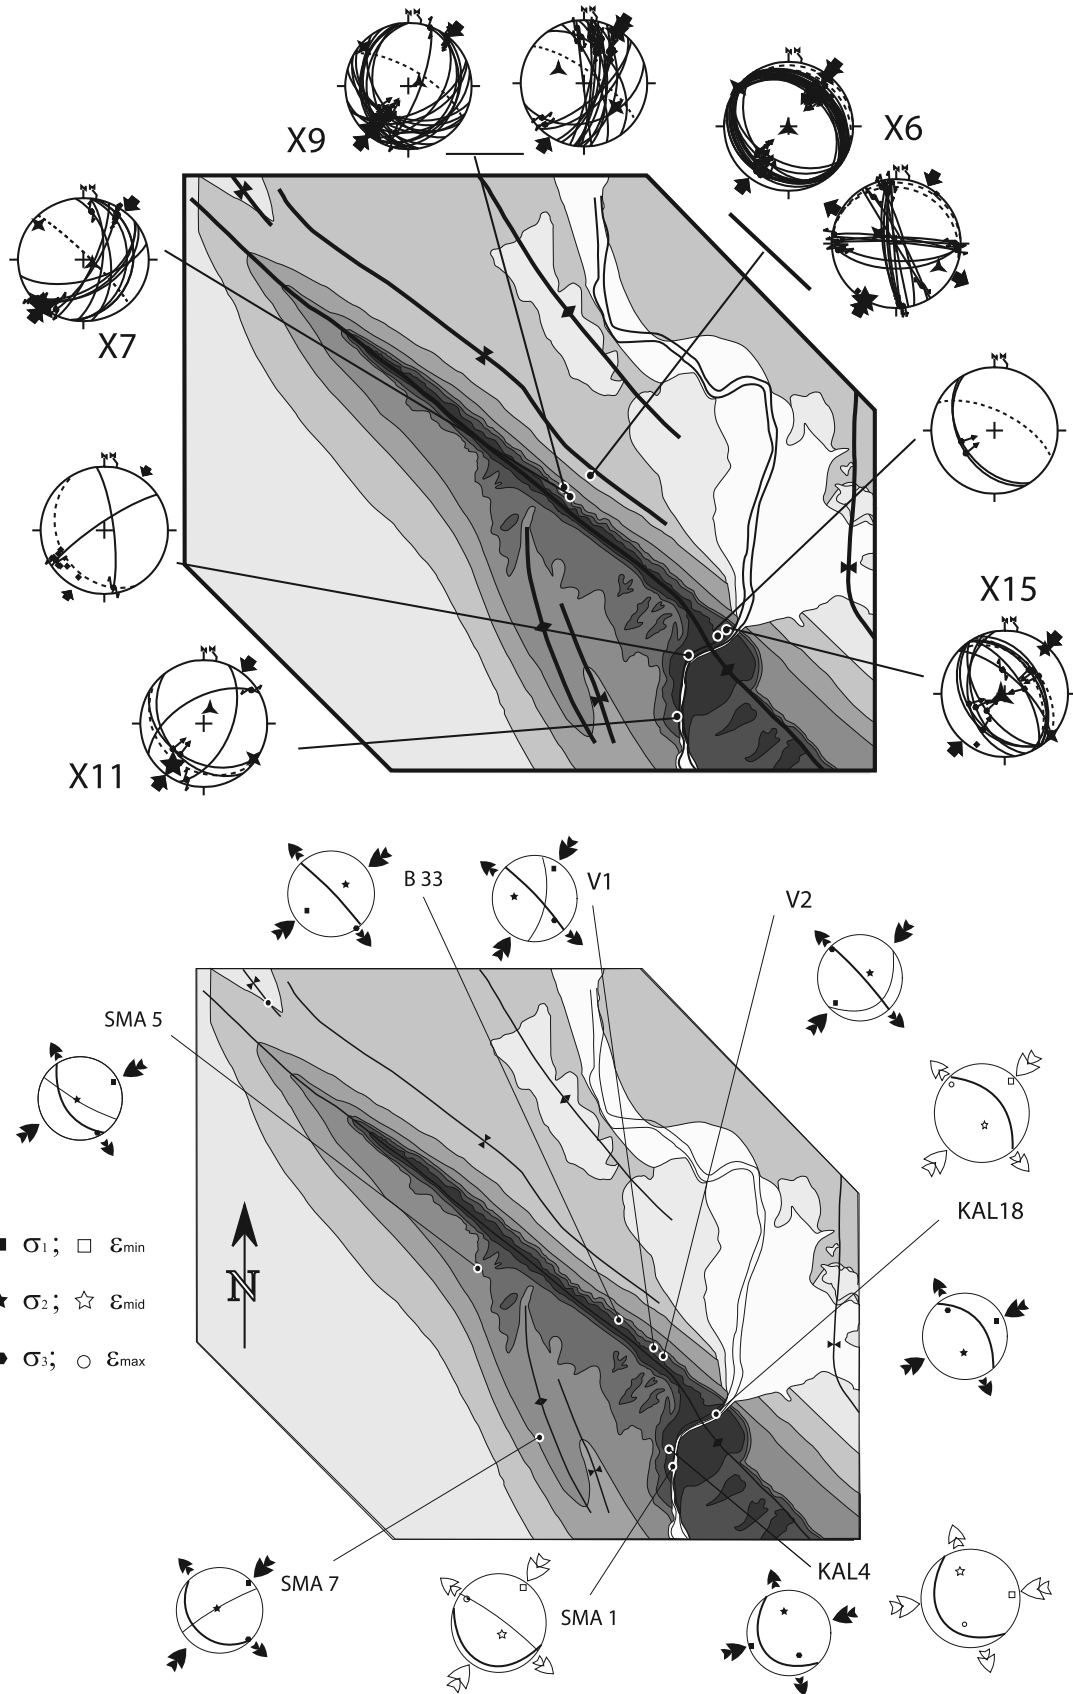 X9
X6
X7
X15
X11
B 33
V1
V2
SMA 5
KAL18
σ1; εmin
N
σ2; εmid
σ3; εmax
SMA 7
SMA 1
KAL4